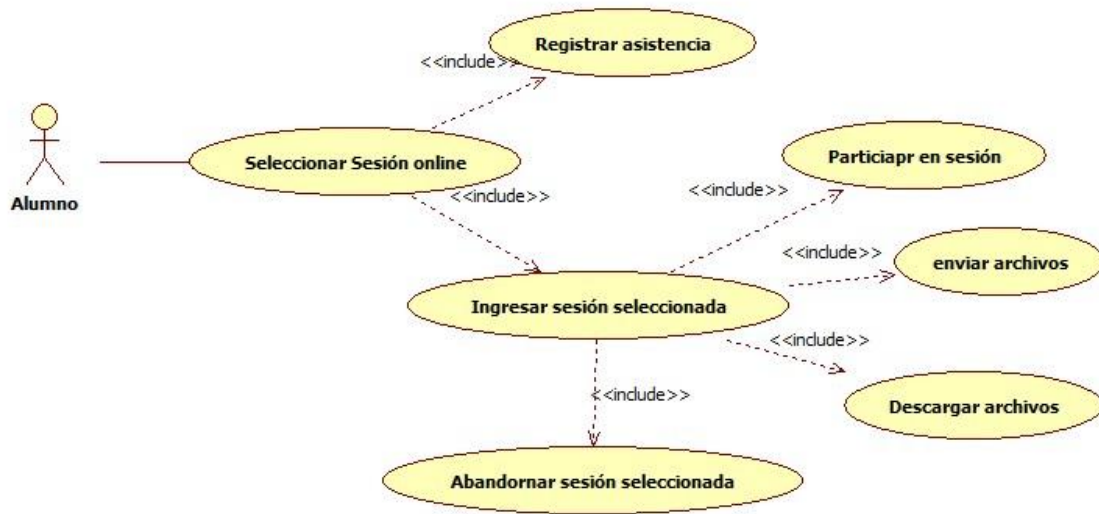 Registrar asistencia
<<include>>
Seleccionar Sesión online
Particiapr en sesión
Alumno
<<include>>
<<include>>
<<include>>
enviar archivos
Ingresar sesión seleccionada
<<include>>
<<include>>
Descargar archivos
Abandornar sesión seleccionada